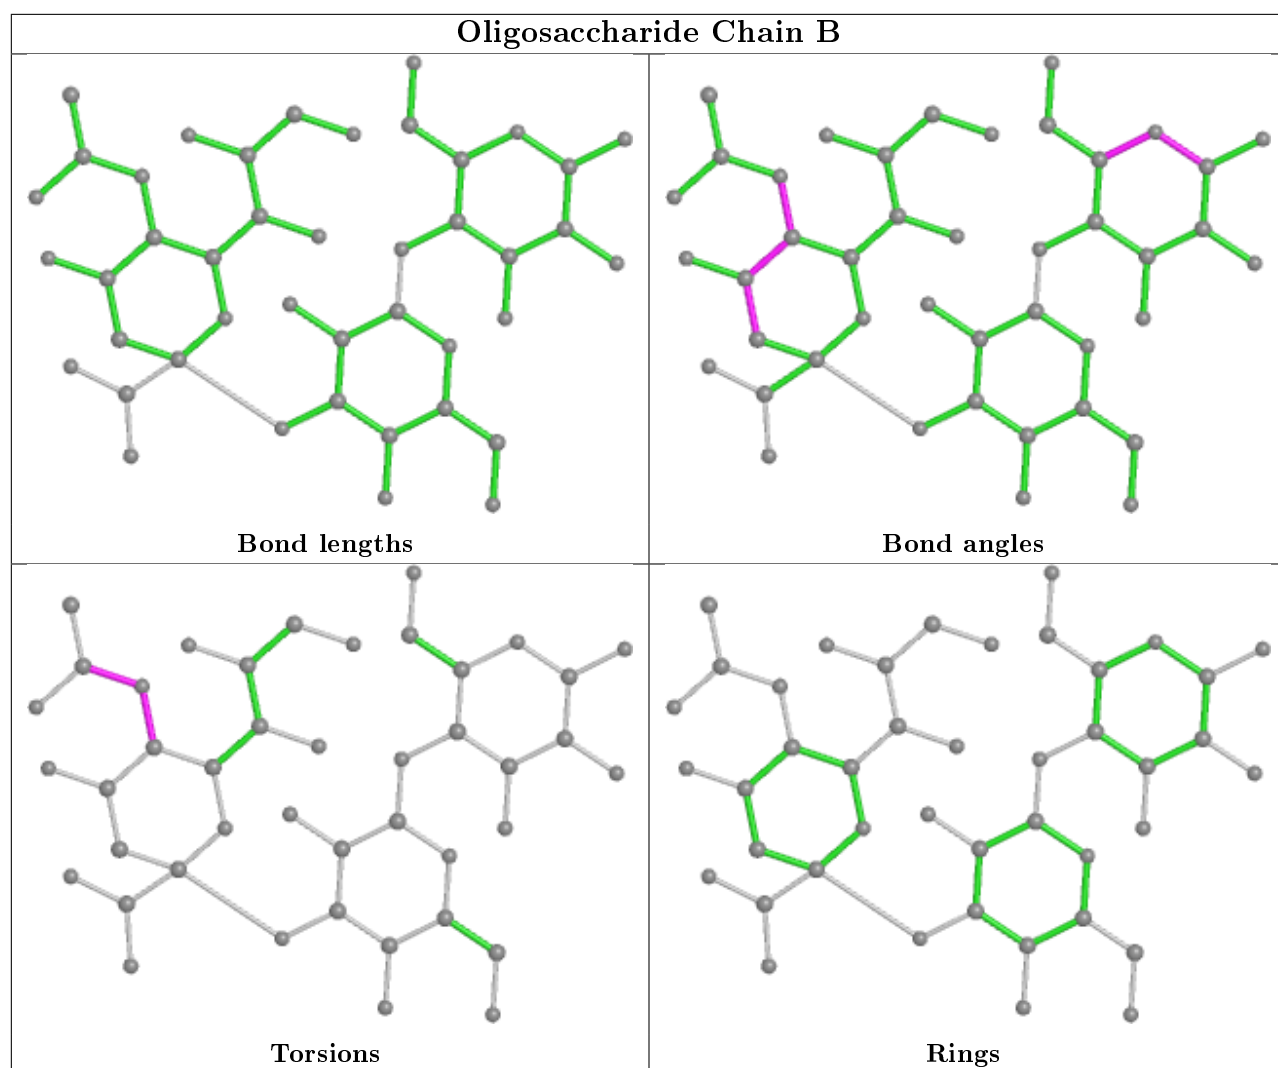 Oligosaccharide Chain B
Bond lengths
Bond angles
Torsions
Rings